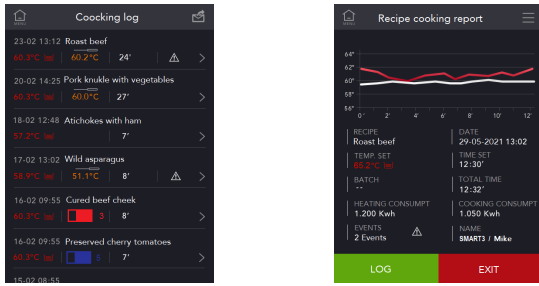 MENU
Coocking log
23-02 13:12 Roast beef
60.3°C 60.2°C 24'
20-02 14:25 Pork knukle with vegetables
60.3°C 60.0°C 27'
18-02 12:48 Atichokes with ham
57.2°C 7'
17-02 13:02 Wild asparagus
58.9°C 51.1°C 8'
16-02 09:55 Cured beef cheek
60.3°C 3 8'
16-02 09:55 Preserved cherry tomatoes
60.3°C 6 7'
15-02 08:55
MENU
Recipe cooking report
64°
62°
60°
58°
56°
0' 2' 4' 6' 8' 10' 12'
RECIPE
Roast beef
DATE
29-05-2021 13:02
TEMP. SET
65.2°C
TIME SET
12:30'
BATCH
--
TOTAL TIME
12:32'
HEATING CONSUMPT
1.200 Kwh
COOKING CONSUMPT
1.050 Kwh
EVENTS
2 Events
NAME
SMART3 / Mike
LOG
EXIT